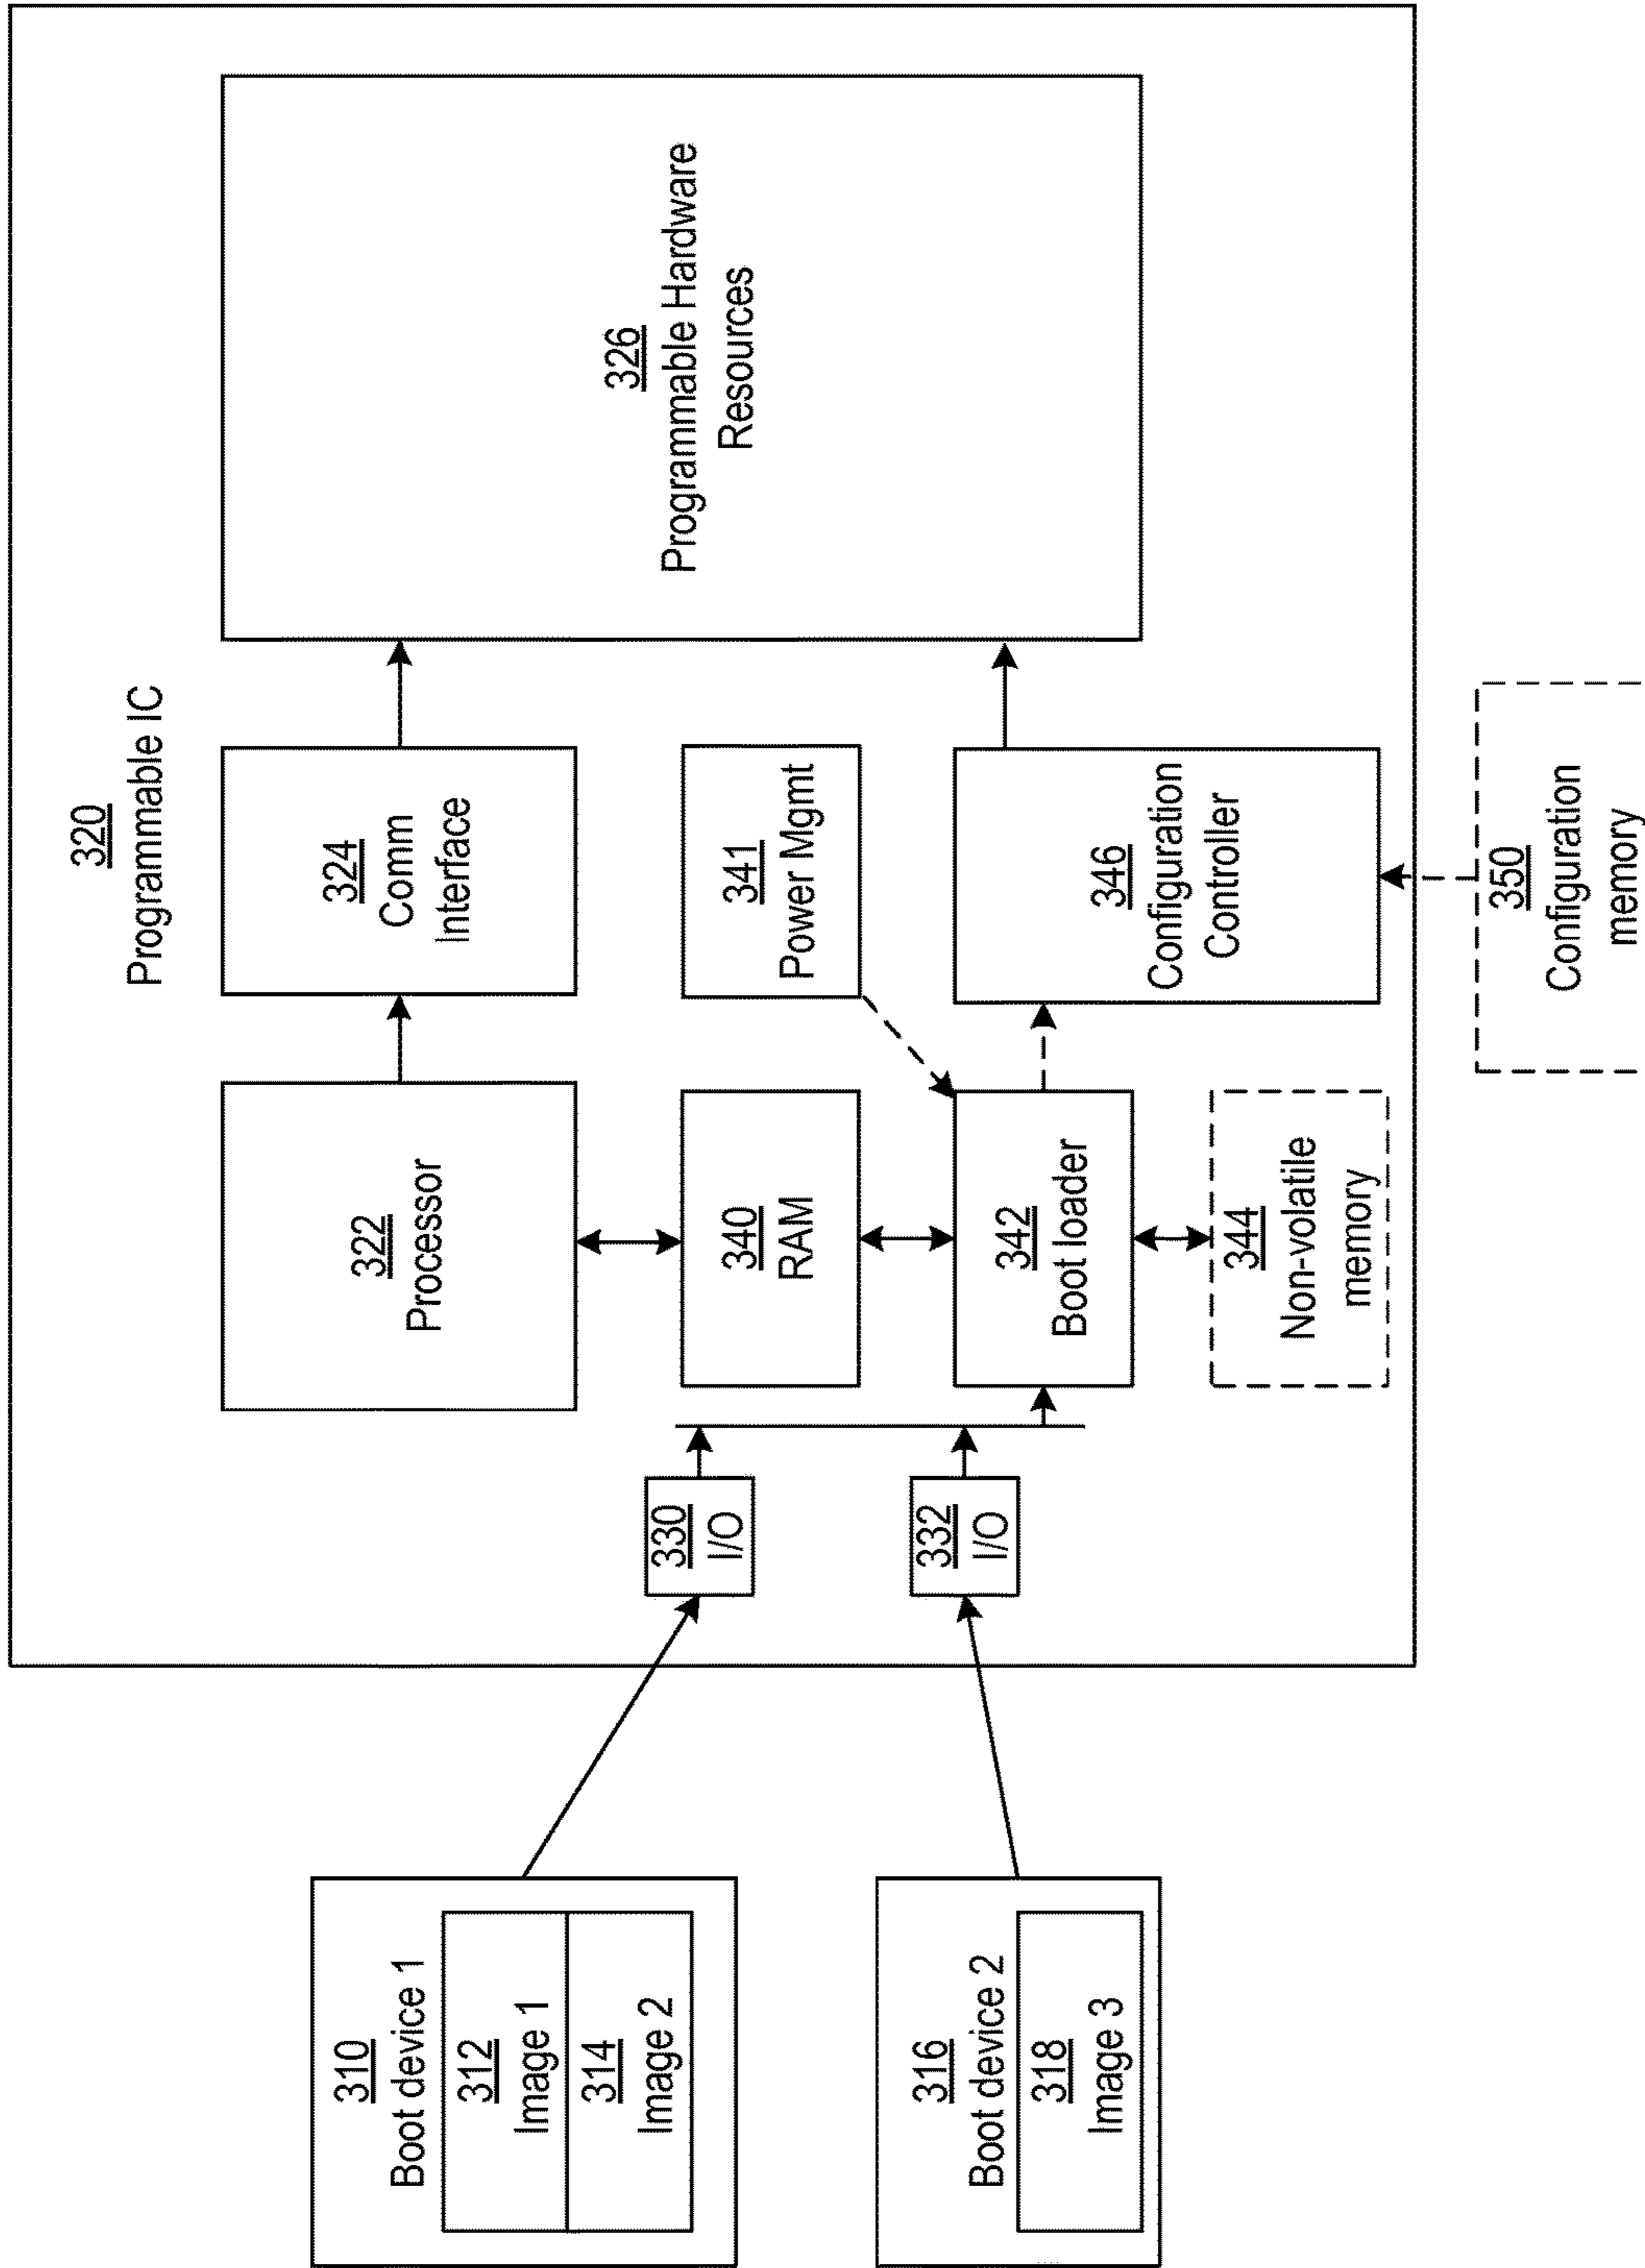 320
Programmable IC
310
Boot device 1
312
Image 1
314
Image 2
316
Boot device 2
318
Image 3
330
I/O
332
I/O
322
Processor
324
Comm
Interface
326
Programmable Hardware
Resources
340
RAM
341
Power Mgmt
342
Boot loader
344
Non-volatile
memory
346
Configuration
Controller
350
Configuration
memory